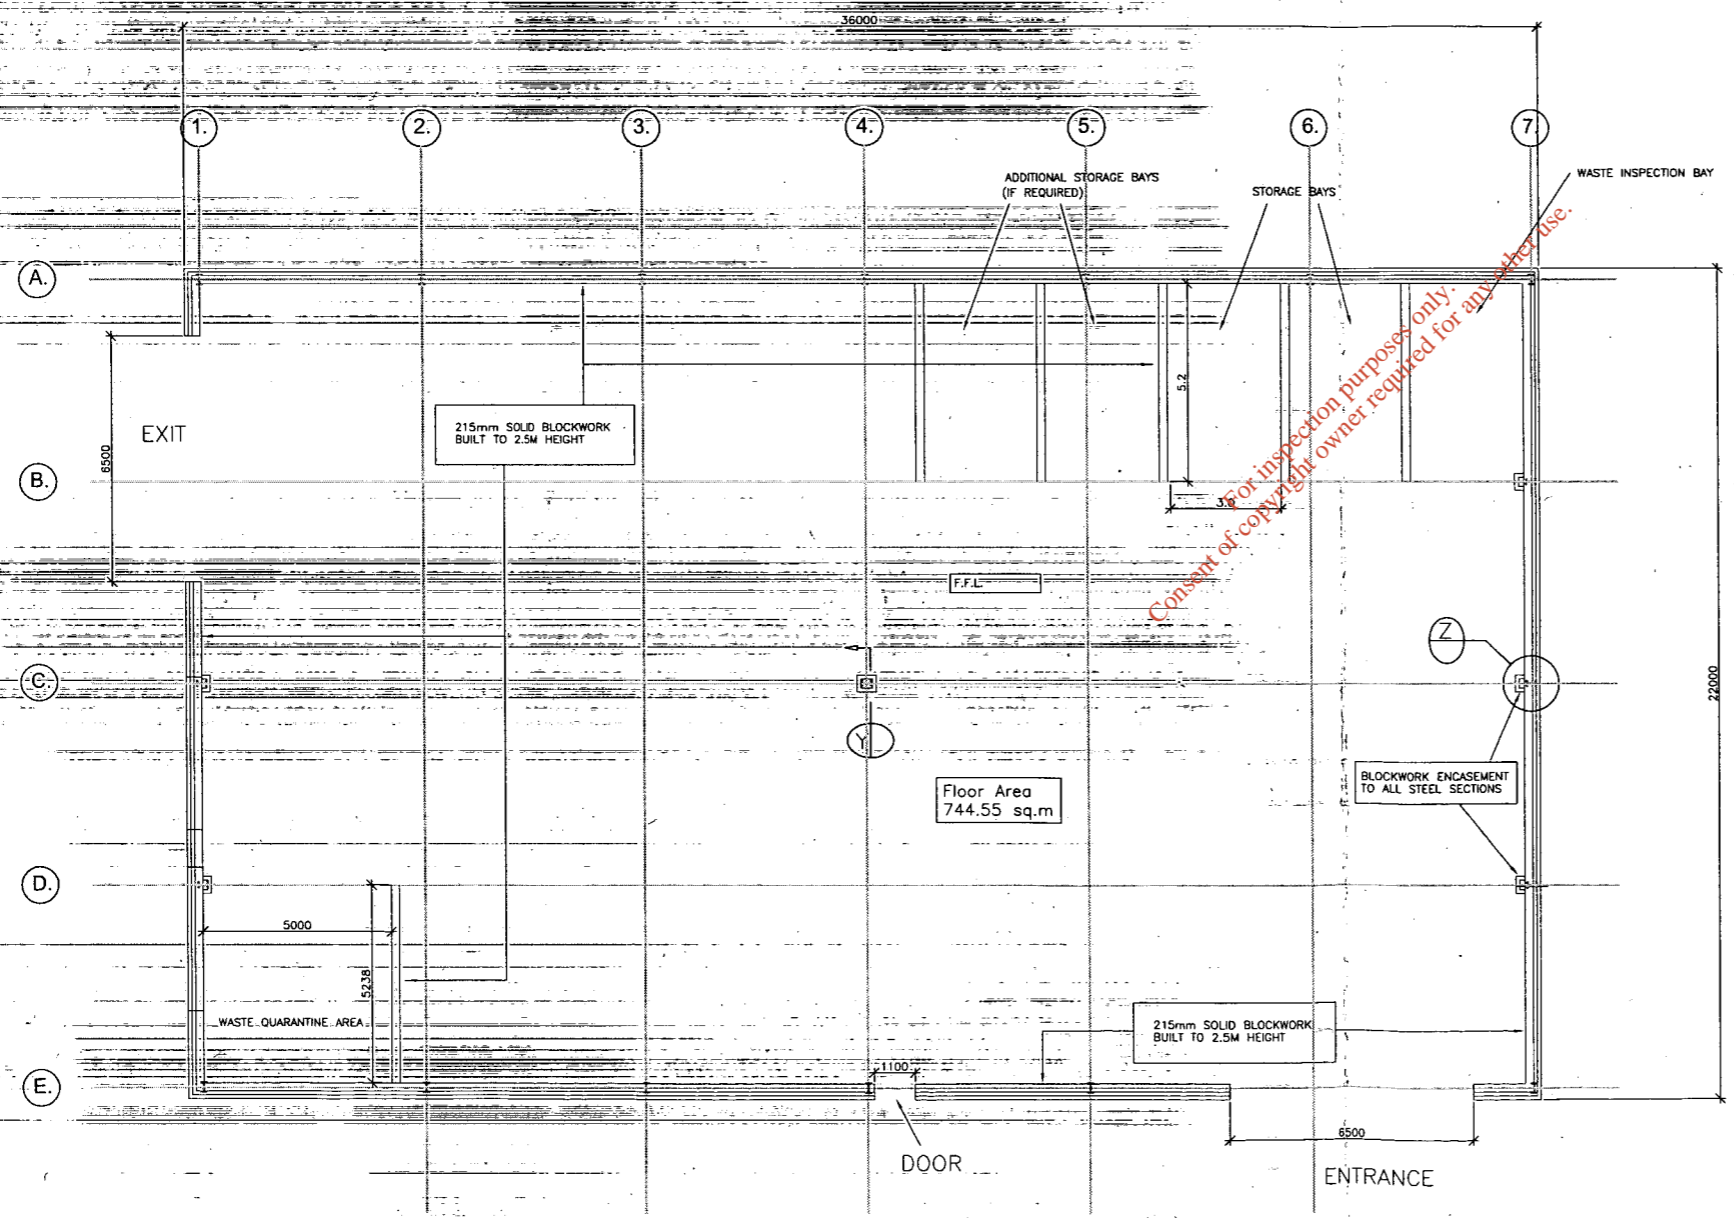 36000
1.
2.
3.
4.
5.
6.
7.
ADDITIONAL STORAGE BAYS
(IF REQUIRED)
STORAGE BAYS
WASTE INSPECTION BAY
A.
For inspection purposes only.
Consent of copyright owner required for any other use.
5.2
EXIT
6500
215mm SOLID BLOCKWORK
BUILT TO 2.5M HEIGHT
B.
F.F.L.
Z
C.
22000
Y
Floor Area
744.55 sq.m
BLOCKWORK ENCASEMENT
TO ALL STEEL SECTIONS
D.
5000
5238
WASTE QUARANTINE AREA
215mm SOLID BLOCKWORK
BUILT TO 2.5M HEIGHT
E.
1100
DOOR
6500
ENTRANCE